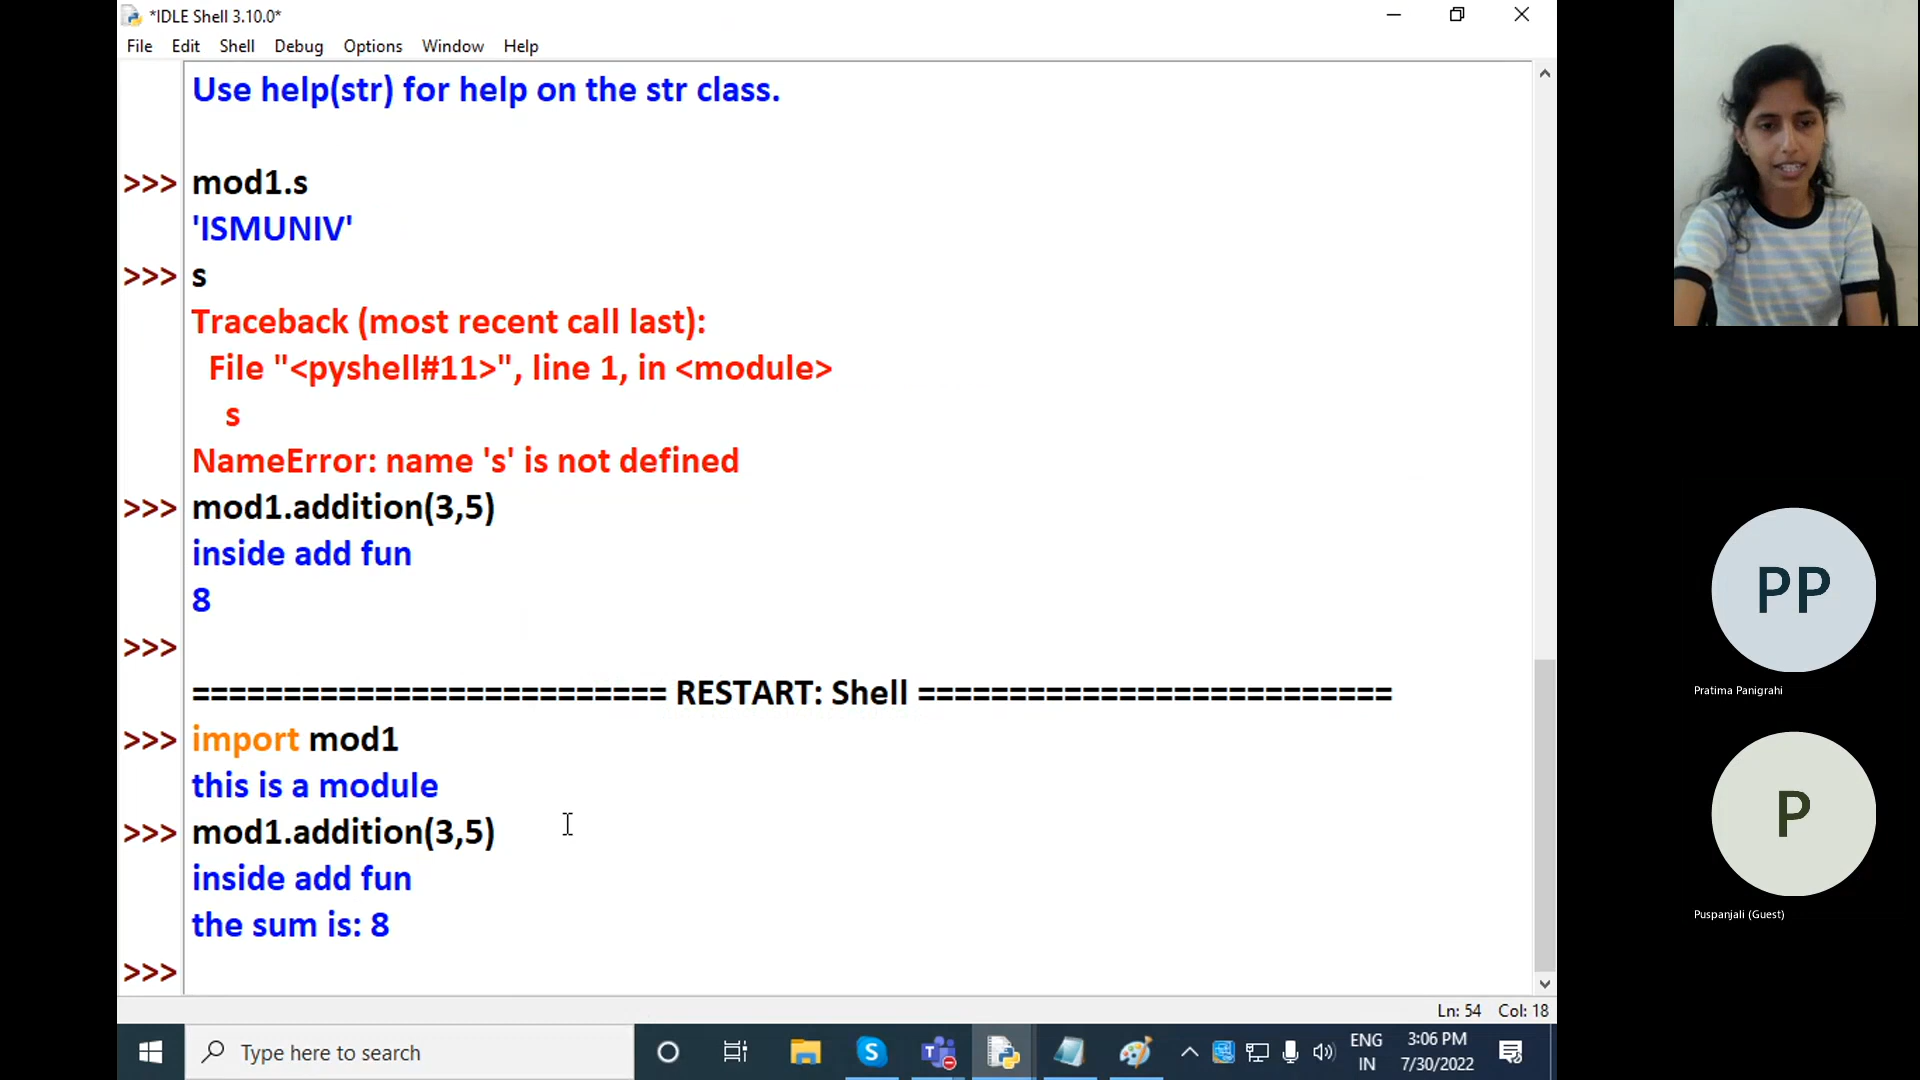 *IDLE Shell 3.10.0*
File Edit Shell Debug Options Window Help
Use help(str) for help on the str class.
>>> mod1.s
'ISMUNIV'
>>> s
Traceback (most recent call last):
File "<pyshell#11>", line 1, in <module>
s
NameError: name 's' is not defined
>>> mod1.addition(3,5)
inside add fun
8
>>>
========================== RESTART: Shell ==========================
>>> import mod1
this is a module
>>> mod1.addition(3,5)
inside add fun
the sum is: 8
>>>
Ln: 54 Col: 18
Type here to search
ENG
IN
3:06 PM
7/30/2022
PP
Pratima Panigrahi
P
Puspanjali (Guest)